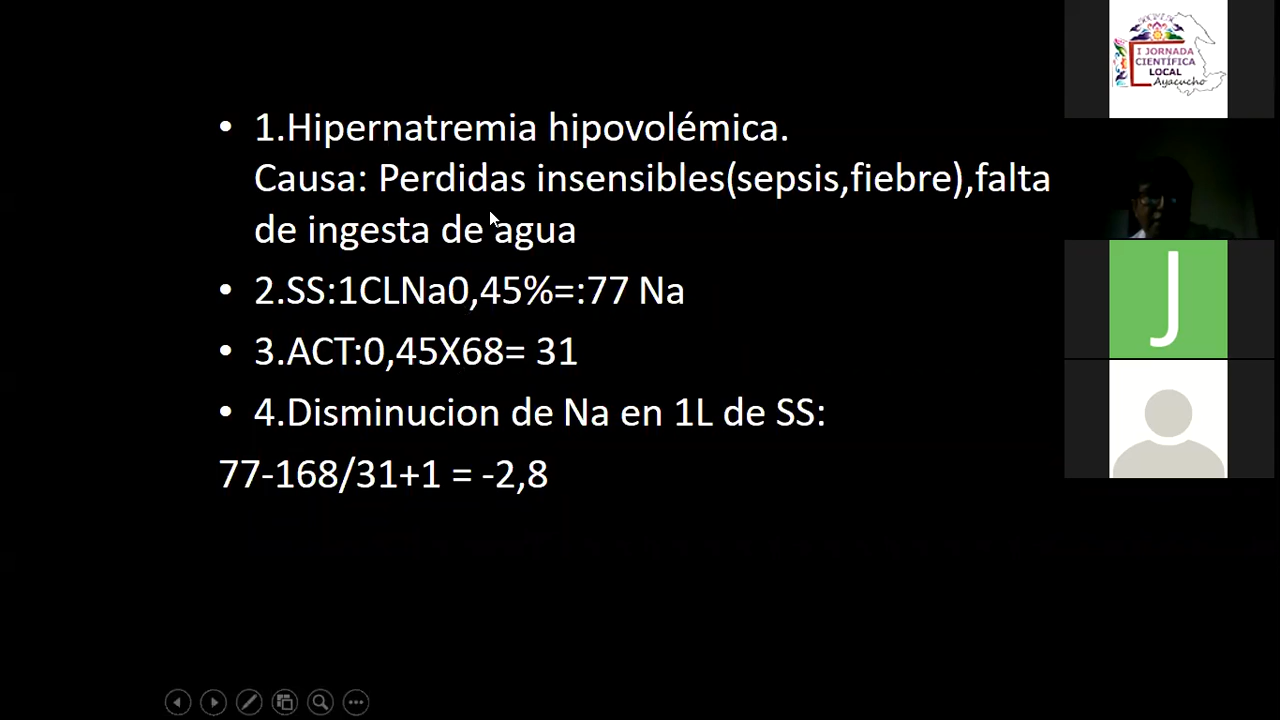 • 1.Hipernatremia hipovolémica.
Causa: Perdidas insensibles(sepsis,fiebre),falta
de ingesta de agua
• 2.SS:1CLNa0,45%=:77 Na
• 3.ACT:0,45X68= 31
• 4.Disminucion de Na en 1L de SS:
77-168/31+1 = -2,8
I JORNADA
CIENTÍFICA
LOCAL
Ayacucho
J